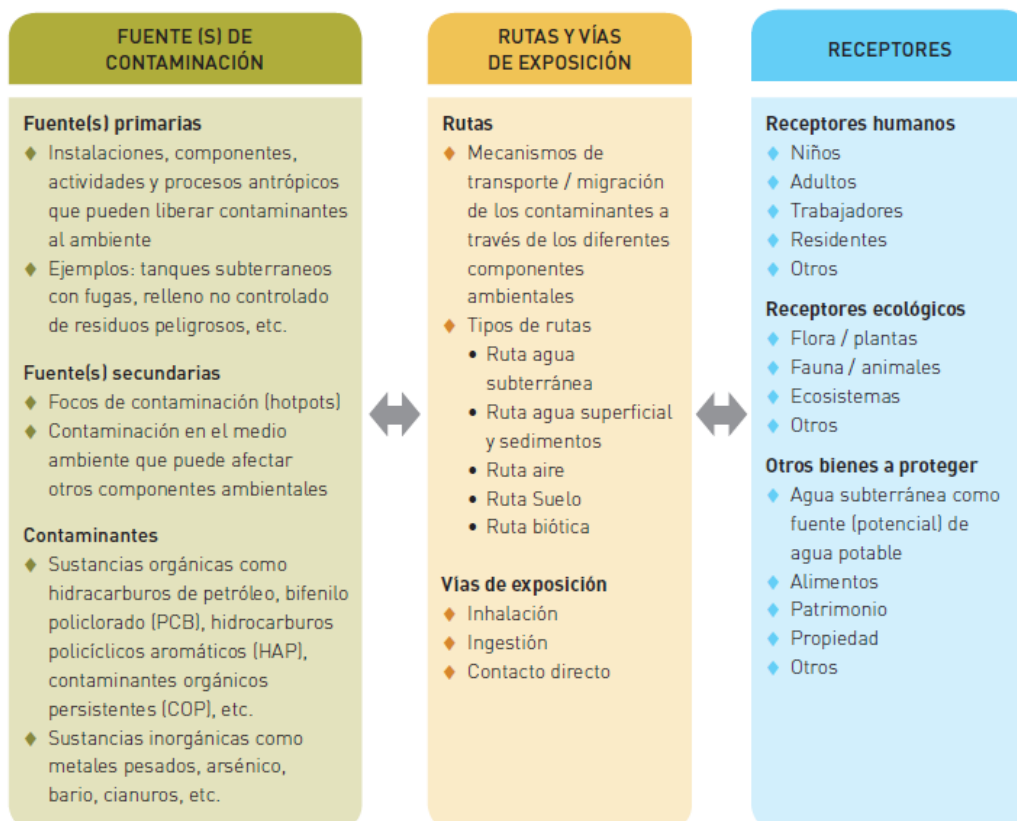 FUENTE (S) DE
CONTAMINACIÓN
Fuente(s) primarias
Instalaciones, componentes,
actividades y procesos antrópicos
que pueden liberar contaminantes
al ambiente
Ejemplos: tanques subterraneos
con fugas, relleno no controlado
de residuos peligrosos, etc.
Fuente(s) secundarias
Focos de contaminación (hotpots)
Contaminación en el medio
ambiente que puede afectar
otros componentes ambientales
Contaminantes
Sustancias orgánicas como
hidracarburos de petróleo, bifenilo
policlorado (PCB), hidrocarburos
policíclicos aromáticos (HAP),
contaminantes orgánicos
persistentes (COP), etc.
Sustancias inorgánicas como
metales pesados, arsénico,
bario, cianuros, etc.
RUTAS Y VÍAS
DE EXPOSICIÓN
Rutas
Mecanismos de
transporte / migración
de los contaminantes a
través de los diferentes
componentes
ambientales
Tipos de rutas
• Ruta agua
subterránea
• Ruta agua superficial
y sedimentos
• Ruta aire
• Ruta Suelo
• Ruta biótica
Vías de exposición
Inhalación
Ingestión
Contacto directo
RECEPTORES
Receptores humanos
Niños
Adultos
Trabajadores
Residentes
Otros
Receptores ecológicos
Flora / plantas
Fauna / animales
Ecosistemas
Otros
Otros bienes a proteger
Agua subterránea como
fuente (potencial) de
agua potable
Alimentos
Patrimonio
Propiedad
Otros